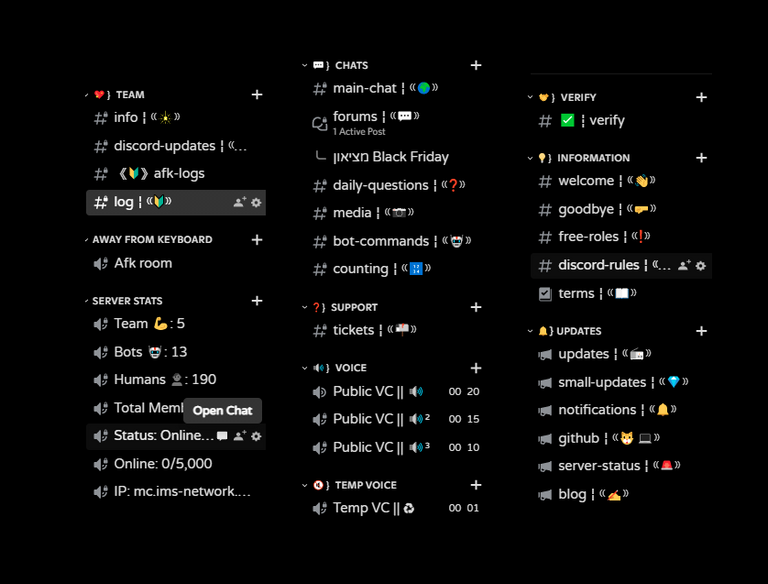 TEAM
info ¦ «☀️»
discord-updates ¦ «...
《🔰》afk-logs
log ¦ «🔰»
AWAY FROM KEYBOARD
Afk room
SERVER STATS
Team 💪: 5
Bots 🤖: 13
Humans 👤: 190
Total Memb
Open Chat
Status: Online...
Online: 0/5,000
IP: mc.ims-network....
💬 } CHATS
main-chat ¦ «🌍»
forums ¦ «💬»
1 Active Post
מציאון Black Friday
daily-questions ¦ «❓»
media ¦ «📷»
bot-commands ¦ «🤖»
counting ¦ «🔢»
❓ } SUPPORT
tickets ¦ «📬»
🔊 } VOICE
Public VC || 🔊 00 20
Public VC || 🔊² 00 15
Public VC || 🔊³ 00 10
🔇 } TEMP VOICE
Temp VC || ♻ 00 01
VERIFY
✅ ¦ verify
💡 } INFORMATION
welcome ¦ «👋»
goodbye ¦ «🤛»
free-roles ¦ «❗»
discord-rules ¦ «...
terms ¦ «📖»
🔔 } UPDATES
updates ¦ «📻»
small-updates ¦ «💎»
notifications ¦ «🔔»
github ¦ «🐱 💻»
server-status ¦ «🚨»
blog ¦ «✍»